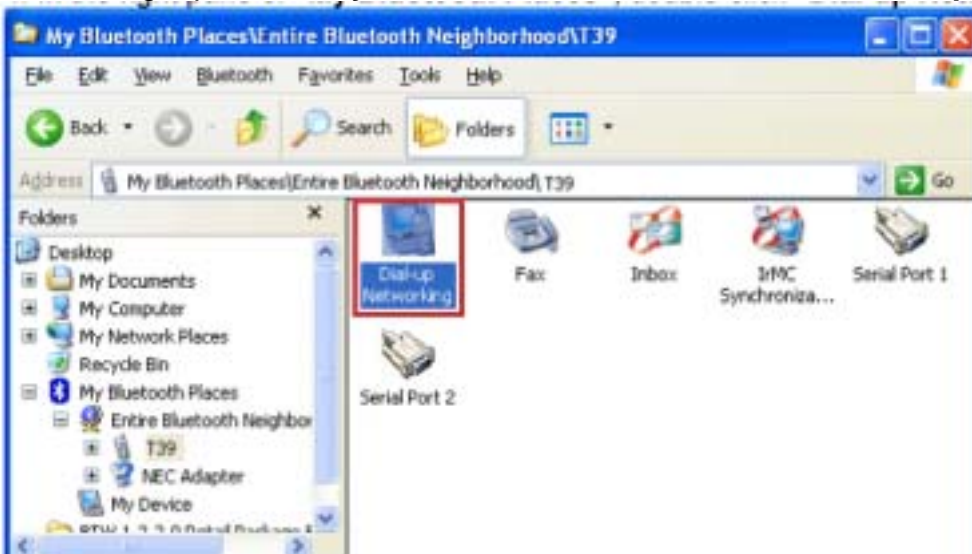 My Bluetooth Places\Entire Bluetooth Neighborhood\T39
File Edit View Bluetooth Favorites Tools Help
Back Search Folders
Address My Bluetooth Places\Entire Bluetooth Neighborhood\T39 Go
Folders
Desktop
My Documents
My Computer
My Network Places
Recycle Bin
My Bluetooth Places
Entire Bluetooth Neighbor
T39
NEC Adapter
My Device
Dial-up
Networking
Fax
Inbox
IrMC
Synchroniza...
Serial Port 1
Serial Port 2